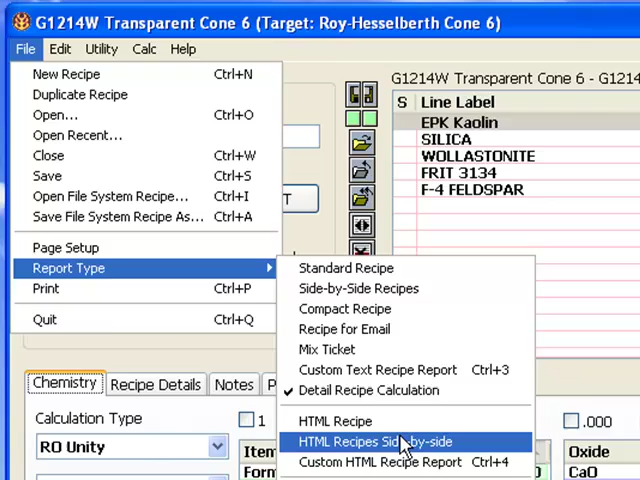 G1214W Transparent Cone 6 (Target: Roy-Hesselberth Cone 6)
File Edit Utility Calc Help
New Recipe Ctrl+N
Duplicate Recipe
Open... Ctrl+O
Open Recent...
Close Ctrl+W
Save Ctrl+S
Open File System Recipe... Ctrl+I
Save File System Recipe As... Ctrl+A
Page Setup
Report Type
Print Ctrl+P
Quit Ctrl+Q
Standard Recipe
Side-by-Side Recipes
Compact Recipe
Recipe for Email
Mix Ticket
Custom Text Recipe Report Ctrl+3
Detail Recipe Calculation
HTML Recipe
HTML Recipes Side-by-side
Custom HTML Recipe Report Ctrl+4
G1214W Transparent Cone 6 - G1214
S Line Label
EPK Kaolin
SILICA
WOLLASTONITE
FRIT 3134
F-4 FELDSPAR
T
Chemistry Recipe Details Notes P
Calculation Type
RO Unity
1
.000
Item
Form
Oxide
CaO